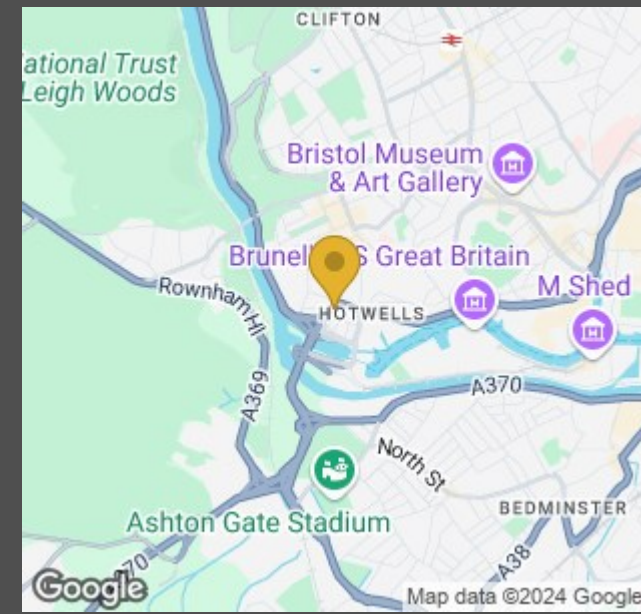 CLIFTON
ational Trust
Leigh Woods
Bristol Museum
& Art Gallery
Brunel S Great Britain
M Shed
Rownham Hl
HOTWELLS
A369
A370
North St
BEDMINSTER
Ashton Gate Stadium
A38
70
Google
Map data ©2024 Google